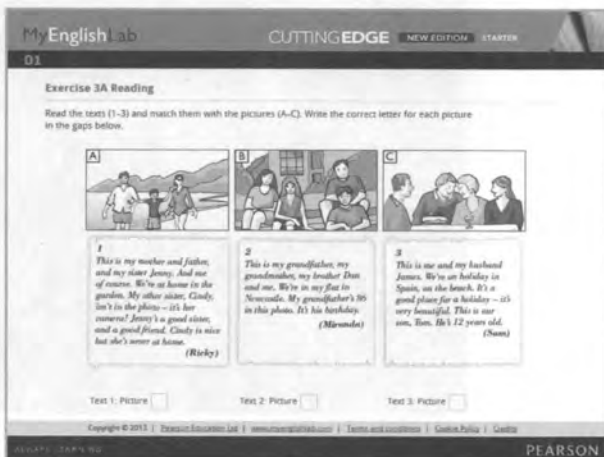 MyEnglishLab
CUTTINGEDGE NEW EDITION STARTER
01
Exercise 3A Reading
Read the texts (1–3) and match them with the pictures (A–C). Write the correct letter for each picture
in the gaps below.
A
B
C
1
This is my mother and father,
and my sister Jenny. And me
of course. We're at home in the
garden. My other sister, Cindy,
isn't in the photo – it's her
camera! Jenny's a good sister,
and a good friend. Cindy is nice
but she's never at home.
(Ricky)
2
This is my grandfather, my
grandmother, my brother Dan
and me. We're in my flat in
Newcastle. My grandfather's 86
in this photo. It's his birthday.
(Miranda)
3
This is me and my husband
James. We're on holiday in
Spain, on the beach. It's a
good place for a holiday – it's
very beautiful. This is our
son, Tom. He's 12 years old.
(Sam)
Text 1: Picture
Text 2: Picture
Text 3: Picture
Copyright © 2013 | Pearson Education Ltd | www.myenglishlab.com | Terms and conditions | Cookie Policy | Credits
ALWAYS LEARNING
PEARSON